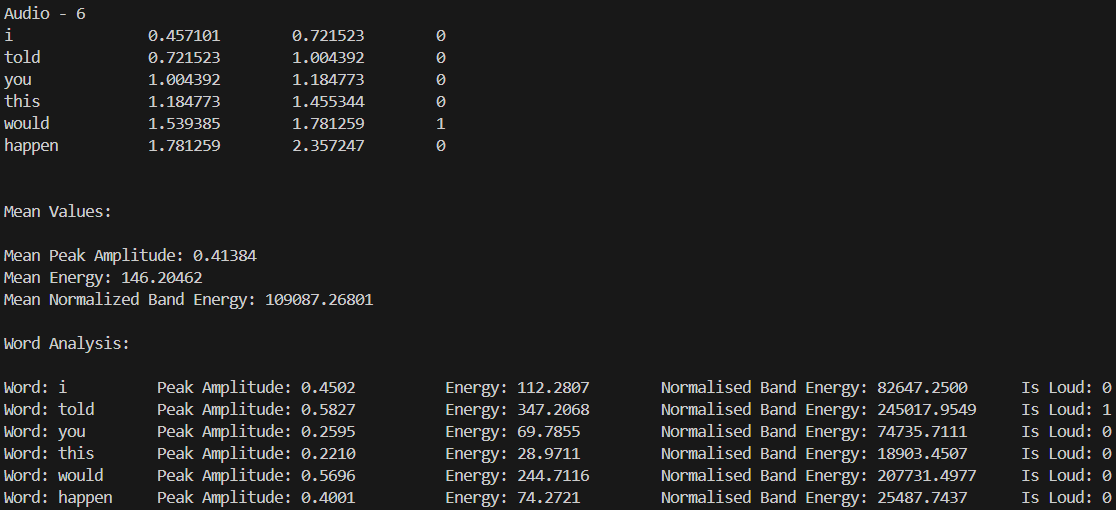 Audio - 6
i 0.457101 0.721523 0
told 0.721523 1.004392 0
you 1.004392 1.184773 0
this 1.184773 1.455344 0
would 1.539385 1.781259 1
happen 1.781259 2.357247 0
Mean Values:
Mean Peak Amplitude: 0.41384
Mean Energy: 146.20462
Mean Normalized Band Energy: 109087.26801
Word Analysis:
Word: i Peak Amplitude: 0.4502 Energy: 112.2807 Normalised Band Energy: 82647.2500 Is Loud: 0
Word: told Peak Amplitude: 0.5827 Energy: 347.2068 Normalised Band Energy: 245017.9549 Is Loud: 1
Word: you Peak Amplitude: 0.2595 Energy: 69.7855 Normalised Band Energy: 74735.7111 Is Loud: 0
Word: this Peak Amplitude: 0.2210 Energy: 28.9711 Normalised Band Energy: 18903.4507 Is Loud: 0
Word: would Peak Amplitude: 0.5696 Energy: 244.7116 Normalised Band Energy: 207731.4977 Is Loud: 0
Word: happen Peak Amplitude: 0.4001 Energy: 74.2721 Normalised Band Energy: 25487.7437 Is Loud: 0